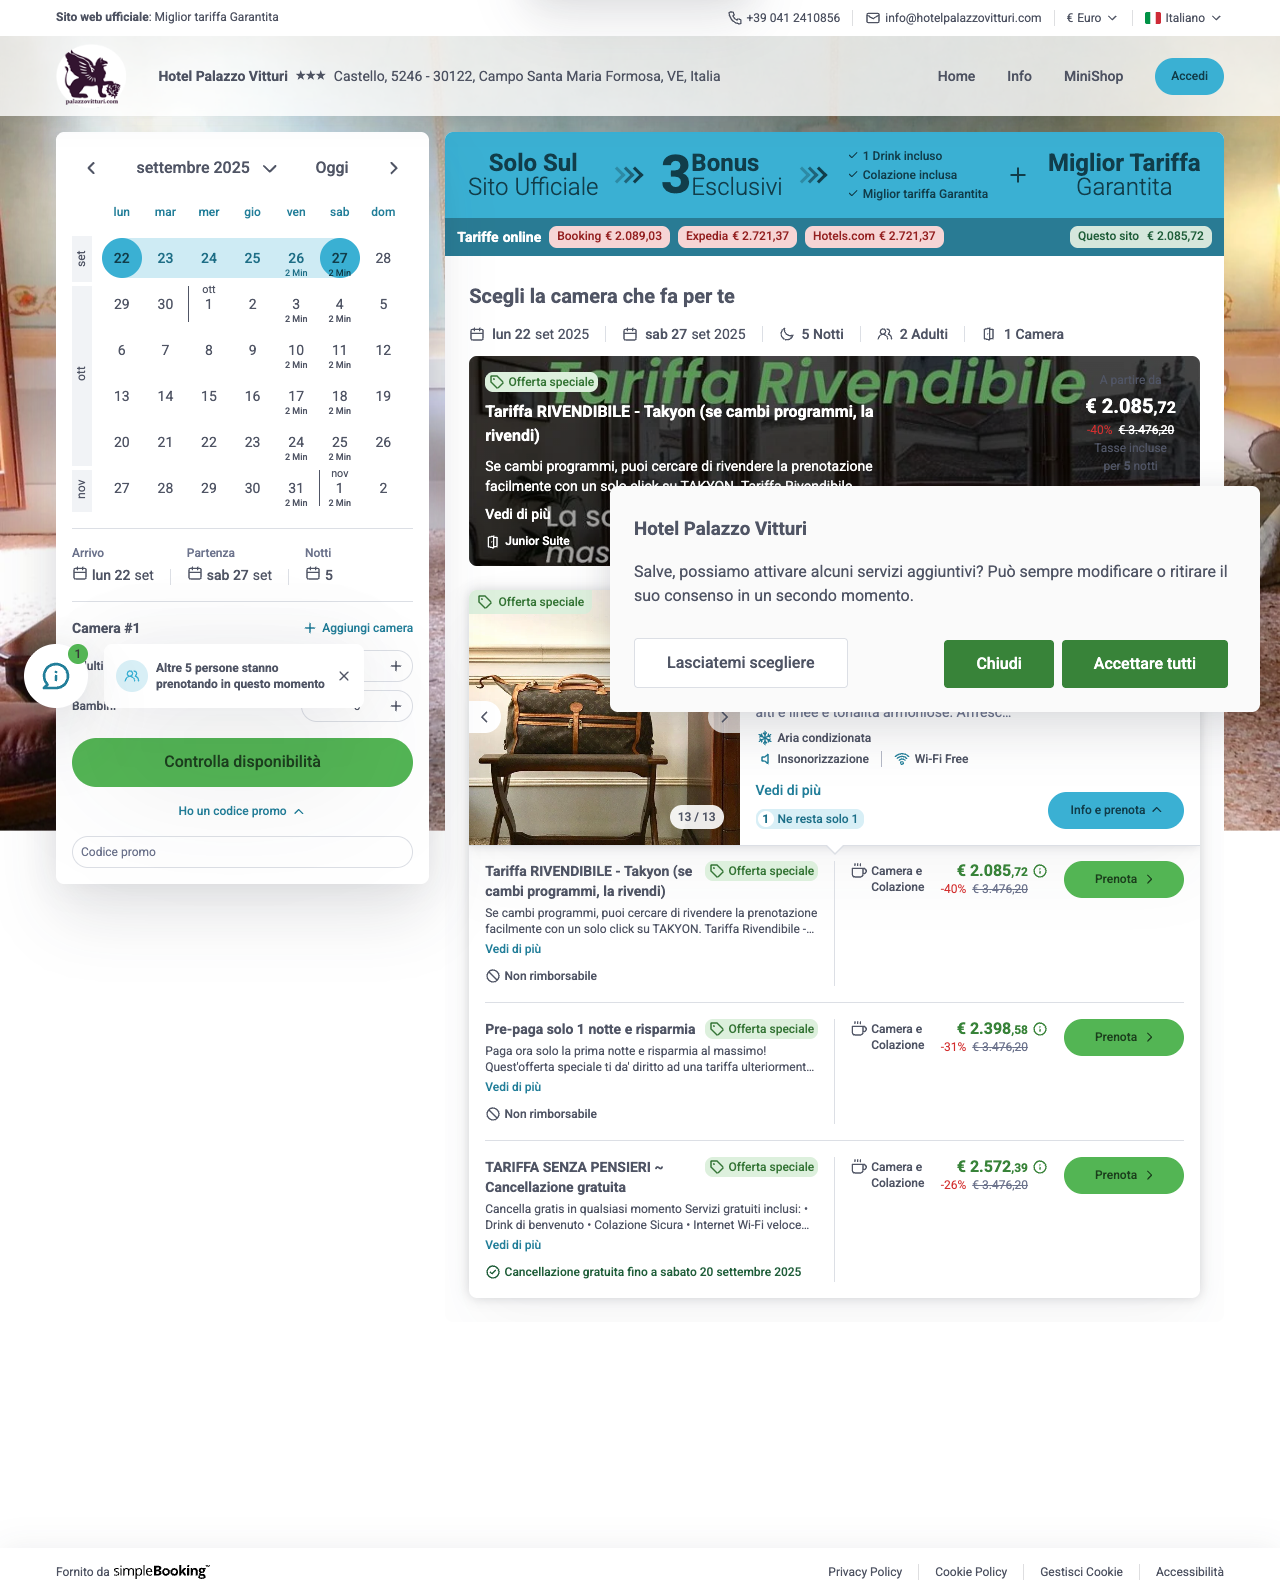 Sito web ufficiale: Miglior tariffa Garantita
+39 041 2410856
info@hotelpalazzovitturi.com
€ Euro
Italiano
palazzovitturi.com
Hotel Palazzo Vitturi ★★★ Castello, 5246 - 30122, Campo Santa Maria Formosa, VE, Italia
Home
Info
MiniShop
Accedi
settembre 2025
Oggi
lun mar mer gio ven sab dom
set
22 23 24 25 26 27 28
2 Min 2 Min
ott
29 30 1 2 3 4 5
2 Min 2 Min
ott
6 7 8 9 10 11 12
2 Min 2 Min
13 14 15 16 17 18 19
2 Min 2 Min
20 21 22 23 24 25 26
2 Min 2 Min
nov
nov
27 28 29 30 31 1 2
2 Min 2 Min
Arrivo Partenza Notti
lun 22 set sab 27 set 5
Camera #1
Aggiungi camera
1
Altre 5 persone stanno
prenotando in questo momento
Controlla disponibilità
Ho un codice promo
Codice promo
Solo Sul
Sito Ufficiale
3 Bonus
Esclusivi
1 Drink incluso
Colazione inclusa
Miglior tariffa Garantita
+
Miglior Tariffa
Garantita
Tariffe online
Booking € 2.089,03
Expedia € 2.721,37
Hotels.com € 2.721,37
Questo sito € 2.085,72
Scegli la camera che fa per te
lun 22 set 2025
sab 27 set 2025
5 Notti
2 Adulti
1 Camera
Tariffa Rivendibile
Offerta speciale
Tariffa RIVENDIBILE - Takyon (se cambi programmi, la
rivendi)
Se cambi programmi, puoi cercare di rivendere la prenotazione
facilmente con un solo click su TAKYON. Tariffa Rivendibile
Vedi di più
Junior Suite
A partire da
€ 2.085,72
-40% € 3.476,20
Tasse incluse
per 5 notti
Hotel Palazzo Vitturi
Salve, possiamo attivare alcuni servizi aggiuntivi? Può sempre modificare o ritirare il
suo consenso in un secondo momento.
Lasciatemi scegliere
Chiudi
Accettare tutti
Offerta speciale
13 / 13
alti e linee e tonalità armoniose. Affresc...
Aria condizionata
Insonorizzazione
Wi-Fi Free
Vedi di più
1 Ne resta solo 1
Info e prenota
Tariffa RIVENDIBILE - Takyon (se
cambi programmi, la rivendi)
Offerta speciale
Se cambi programmi, puoi cercare di rivendere la prenotazione
facilmente con un solo click su TAKYON. Tariffa Rivendibile -...
Vedi di più
Non rimborsabile
Camera e
Colazione
€ 2.085,72
-40% € 3.476,20
Prenota
Pre-paga solo 1 notte e risparmia
Offerta speciale
Paga ora solo la prima notte e risparmia al massimo!
Quest'offerta speciale ti da' diritto ad una tariffa ulteriorment...
Vedi di più
Non rimborsabile
Camera e
Colazione
€ 2.398,58
-31% € 3.476,20
Prenota
TARIFFA SENZA PENSIERI ~
Cancellazione gratuita
Offerta speciale
Cancella gratis in qualsiasi momento Servizi gratuiti inclusi: •
Drink di benvenuto • Colazione Sicura • Internet Wi-Fi veloce...
Vedi di più
Cancellazione gratuita fino a sabato 20 settembre 2025
Camera e
Colazione
€ 2.572,39
-26% € 3.476,20
Prenota
Fornito da simpleBooking
Privacy Policy
Cookie Policy
Gestisci Cookie
Accessibilità